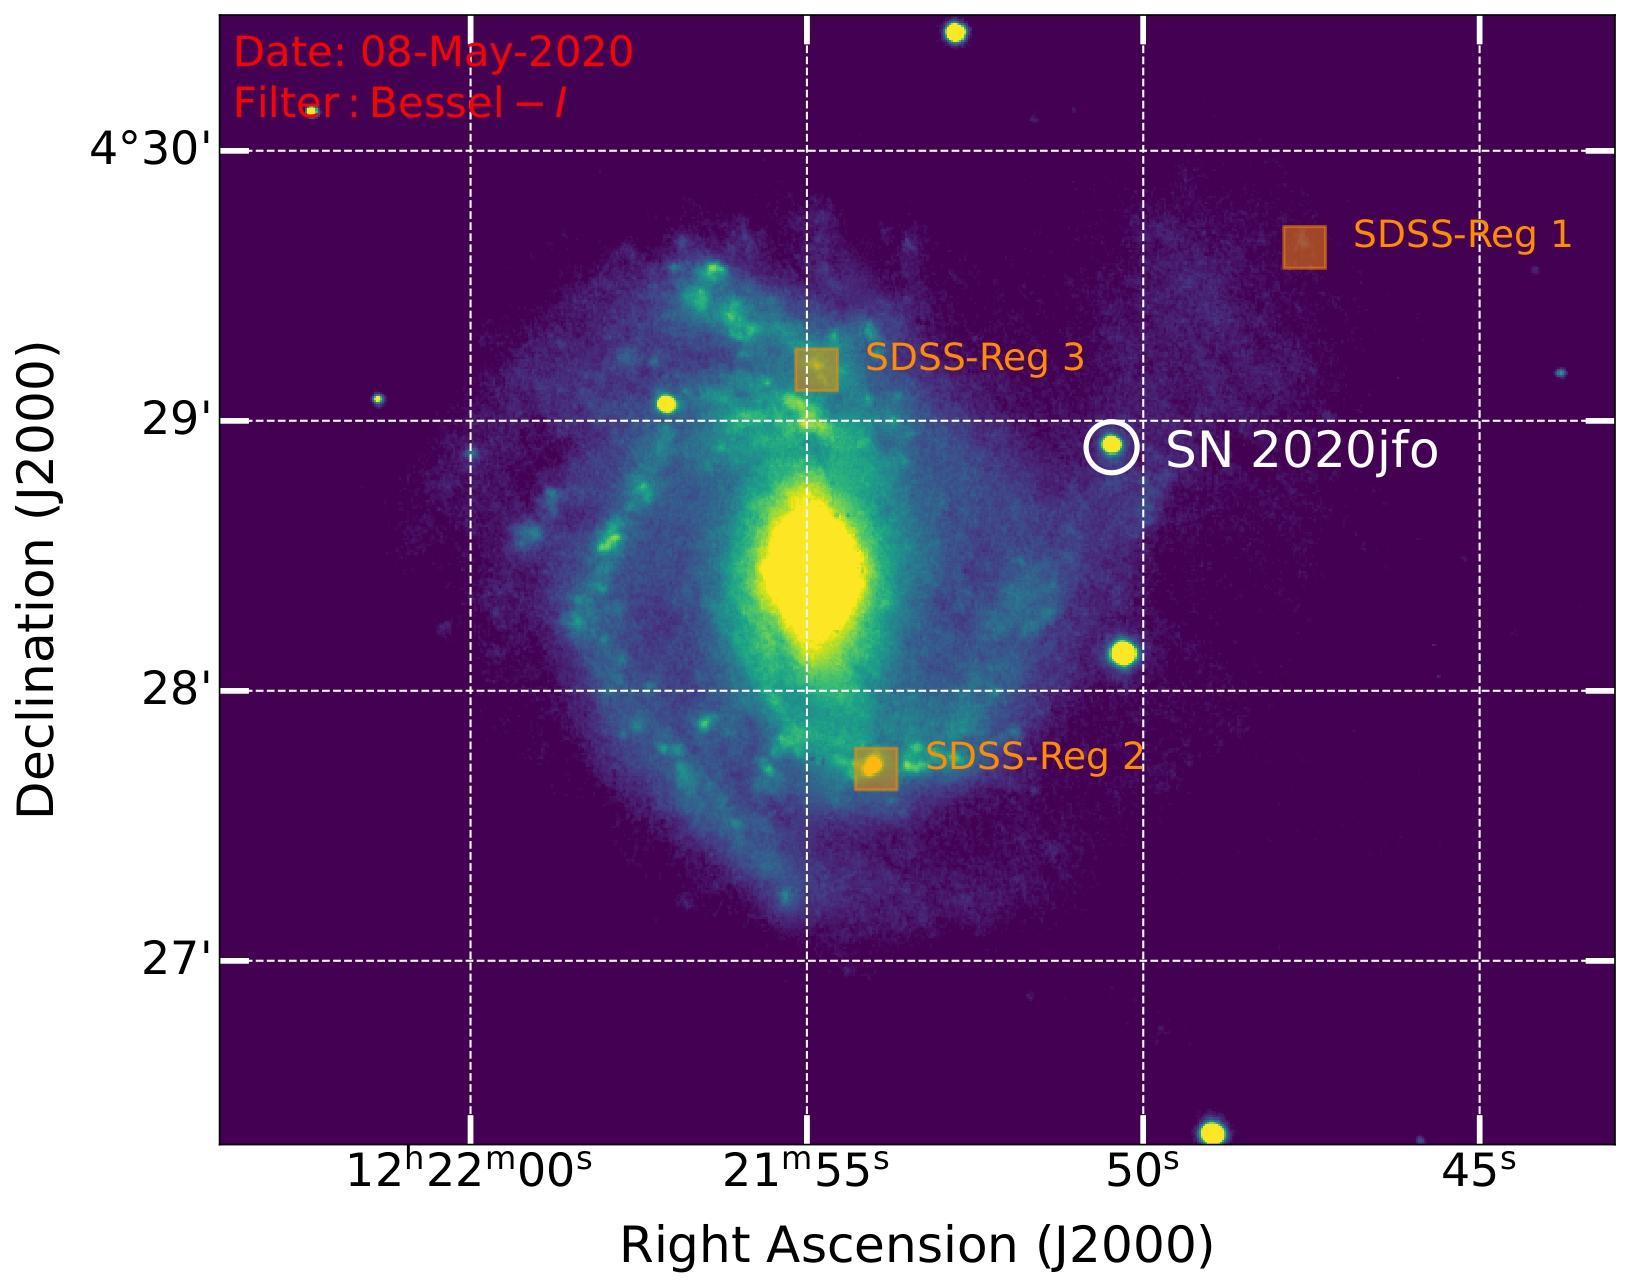 Date: 08-May-2020
Filter : Bessel − I
4°30'
SDSS-Reg 1
SDSS-Reg 3
29'
SN 2020jfo
28'
SDSS-Reg 2
27'
Declination (J2000)
12ʰ22ᵐ00ˢ 21ᵐ55ˢ 50ˢ 45ˢ
Right Ascension (J2000)